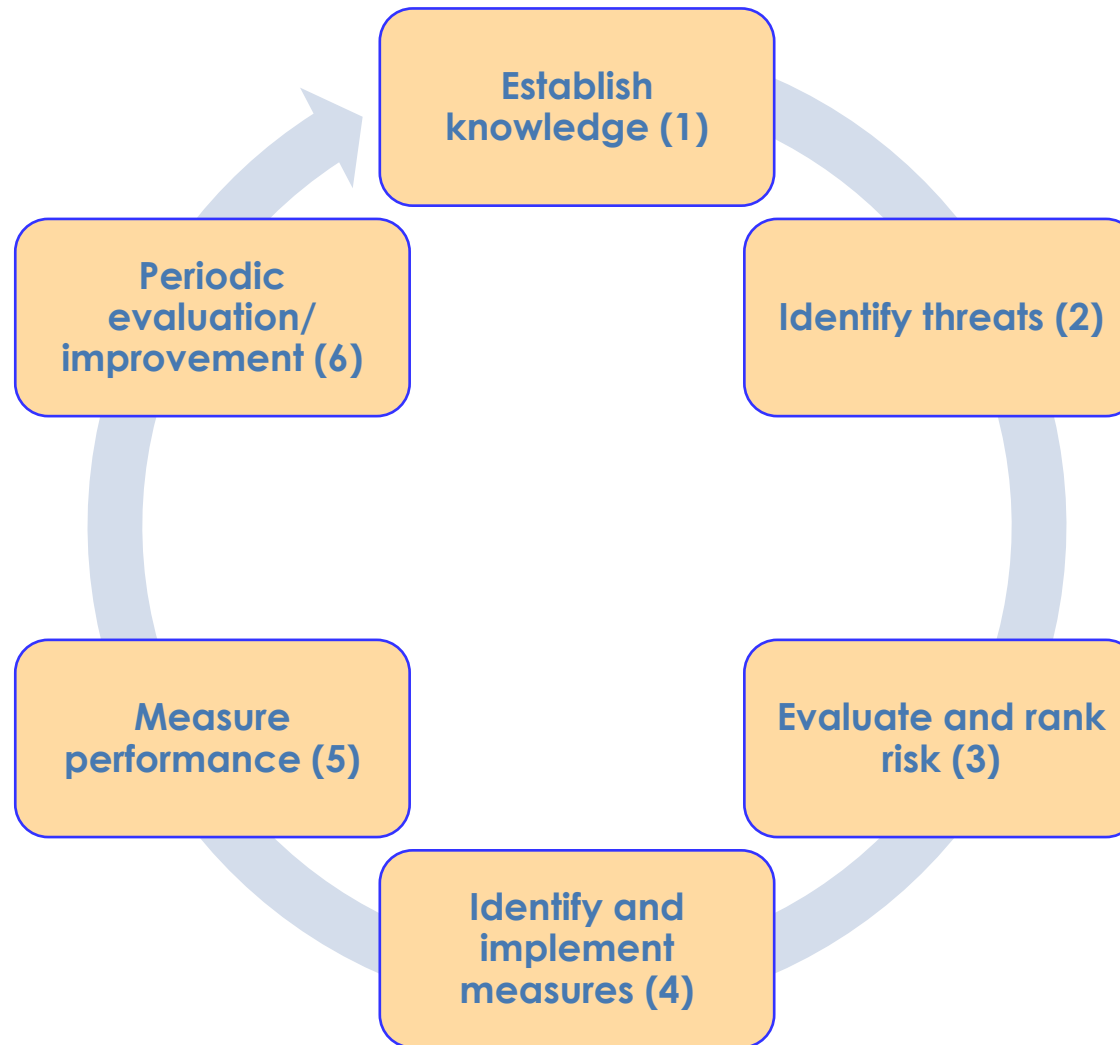 Establish
knowledge (1)
Identify threats (2)
Evaluate and rank
risk (3)
Identify and
implement
measures (4)
Measure
performance (5)
Periodic
evaluation/
improvement (6)